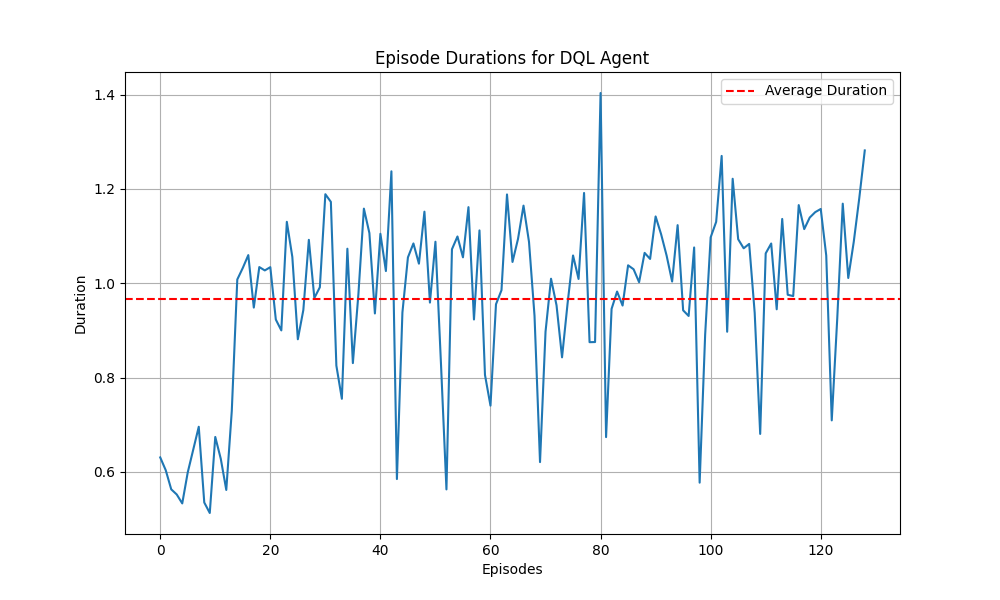 Episode Durations for DQL Agent
Average Duration
1.4
1.2
1.0
0.8
0.6
Duration
0 20 40 60 80 100 120
Episodes